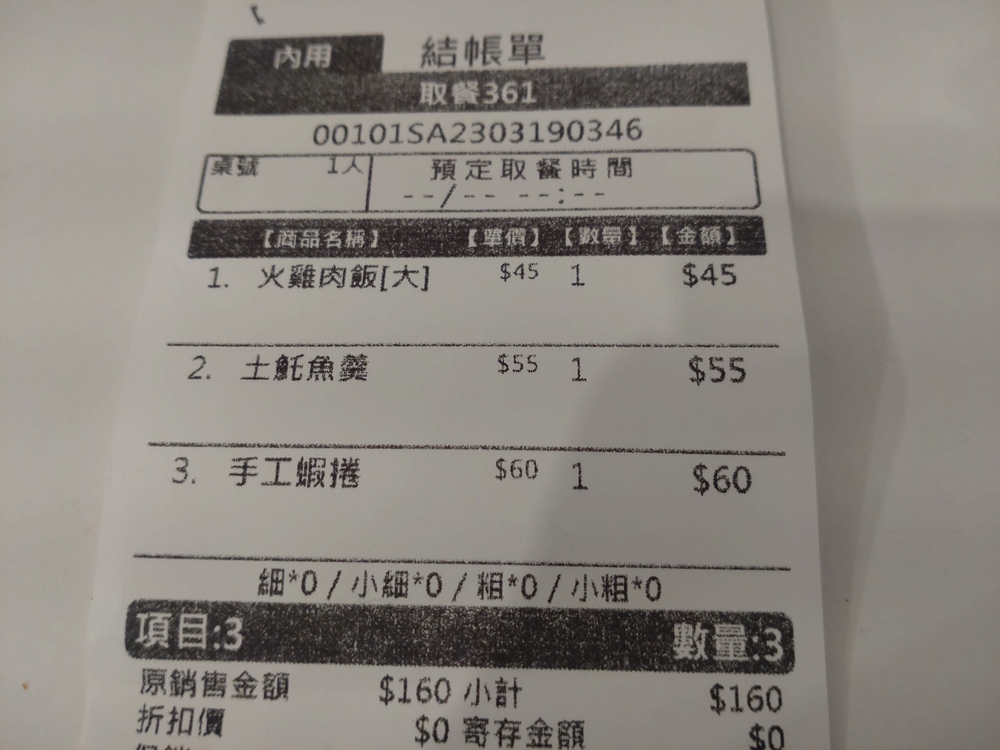 內用 結帳單
取餐361
00101SA2303190346
桌號 1人 預定取餐時間
--/-- --:--
【商品名稱】 【單價】 【數量】 【金額】
1. 火雞肉飯[大] $45 1 $45
2. 土魠魚羹 $55 1 $55
3. 手工蝦捲 $60 1 $60
細*0 / 小細*0 / 粗*0 / 小粗*0
項目:3 數量:3
原銷售金額 $160 小計 $160
折扣價 $0 寄存金額 $0